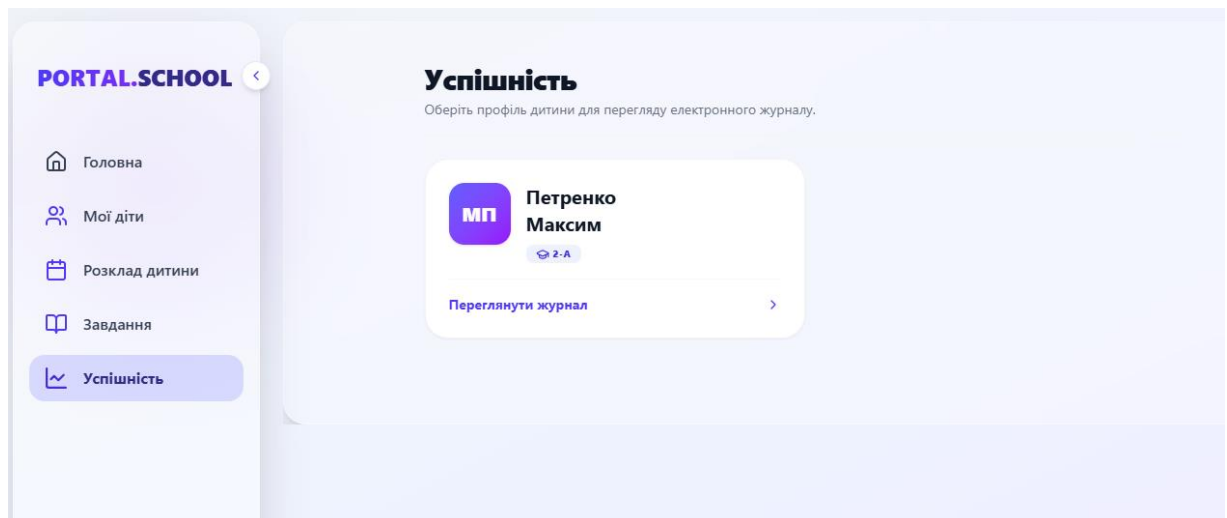 PORTAL.SCHOOL
Головна
Мої діти
Розклад дитини
Завдання
Успішність
Успішність
Оберіть профіль дитини для перегляду електронного журналу.
МП
Петренко
Максим
2-А
Переглянути журнал